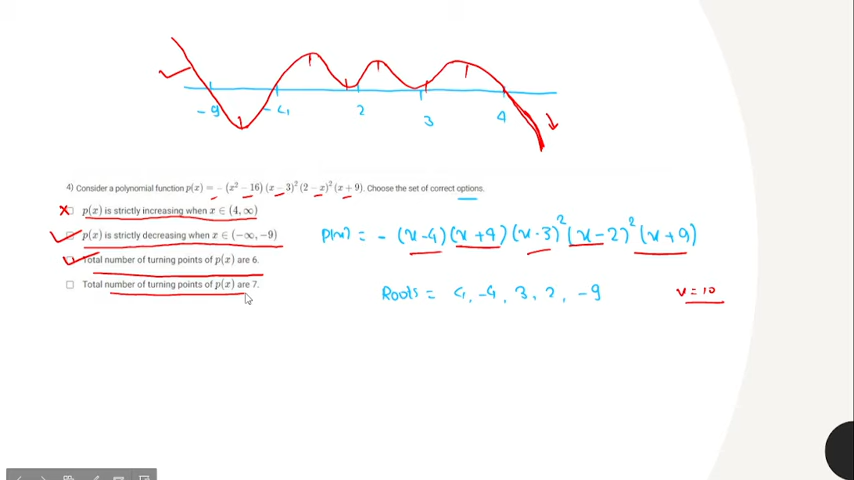 -9
-4
2
3
4
4) Consider a polynomial function p(x) = −(x² − 16)(x − 3)²(2 − x)²(x + 9). Choose the set of correct options.
p(x) is strictly increasing when x ∈ (4, ∞)
p(x) is strictly decreasing when x ∈ (−∞, −9)
Total number of turning points of p(x) are 6.
Total number of turning points of p(x) are 7.
p(x) = - (x-4)(x+4)(x-3)²(x-2)²(x+9)
Roots = 4, -4, 3, 2, -9
v = 10